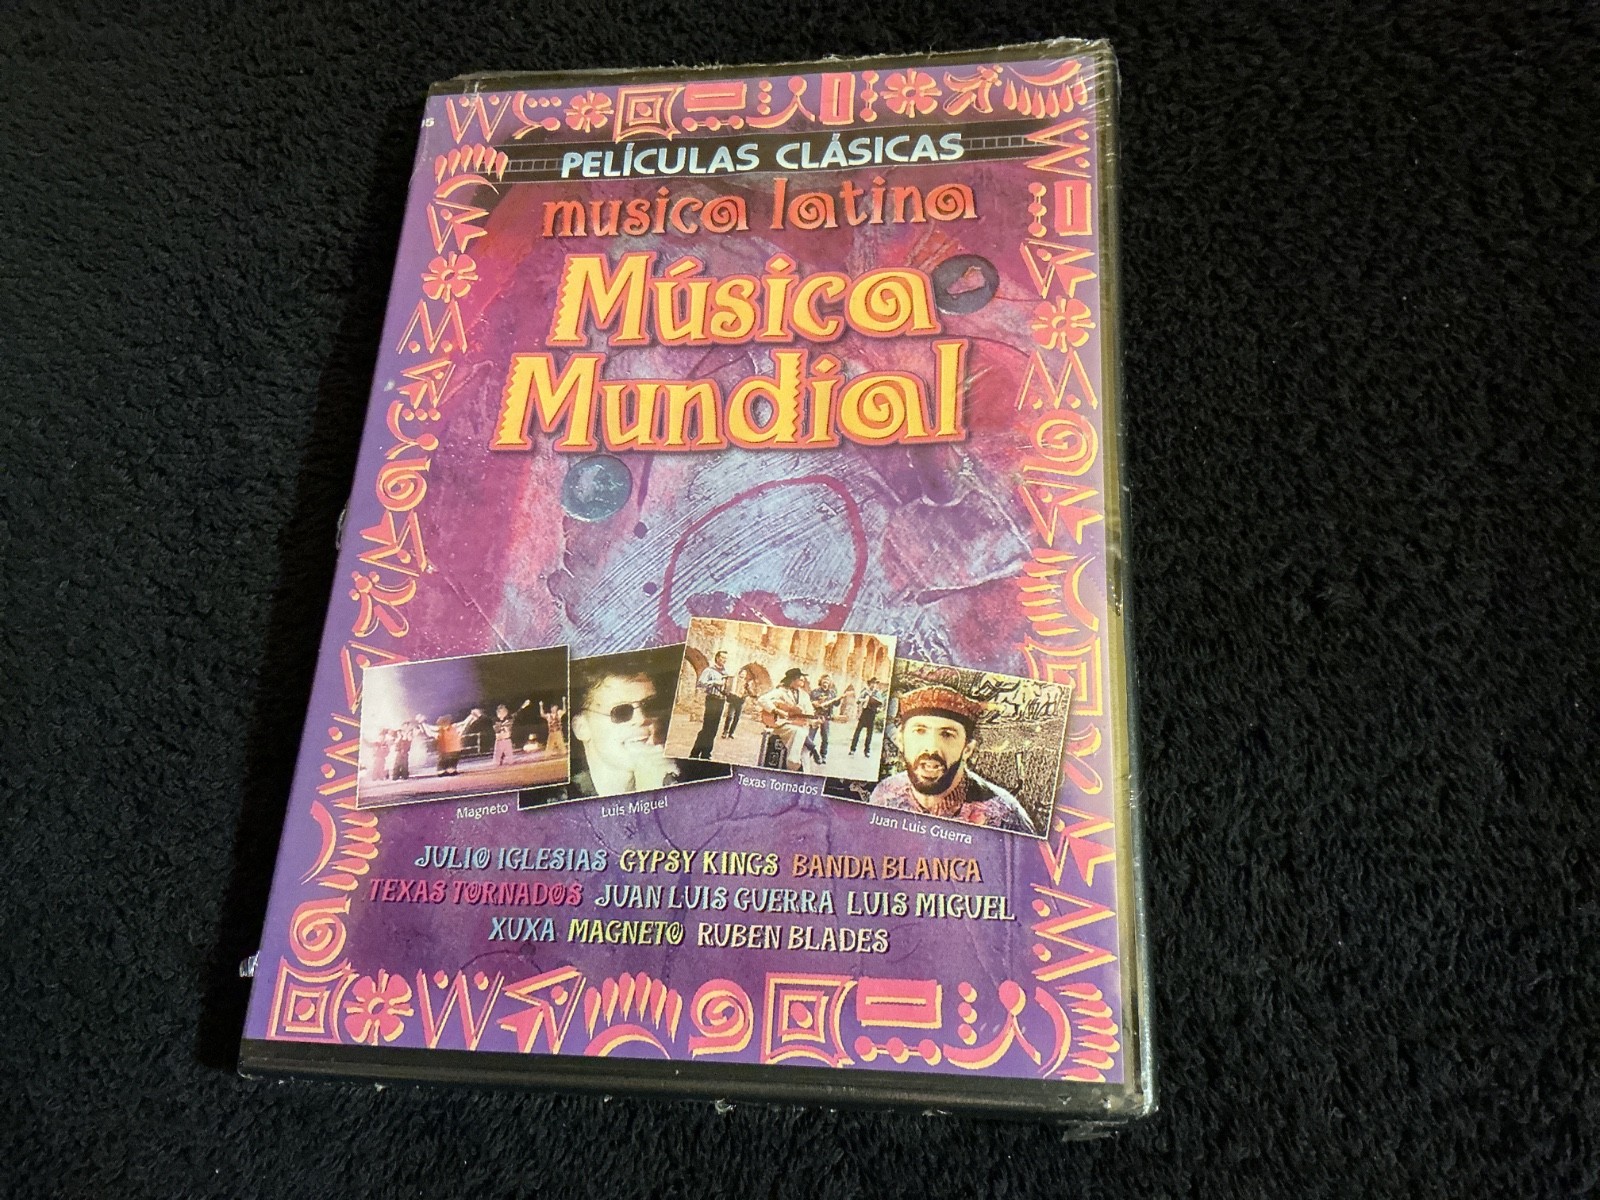 PELÍCULAS CLÁSICAS
musica latina
Música
Mundial
Magneto
Luis Miguel
Texas Tornados
Juan Luis Guerra
JULIO IGLESIAS GYPSY KINGS BANDA BLANCA
TEXAS TORNADOS JUAN LUIS GUERRA LUIS MIGUEL
XUXA MAGNETO RUBEN BLADES